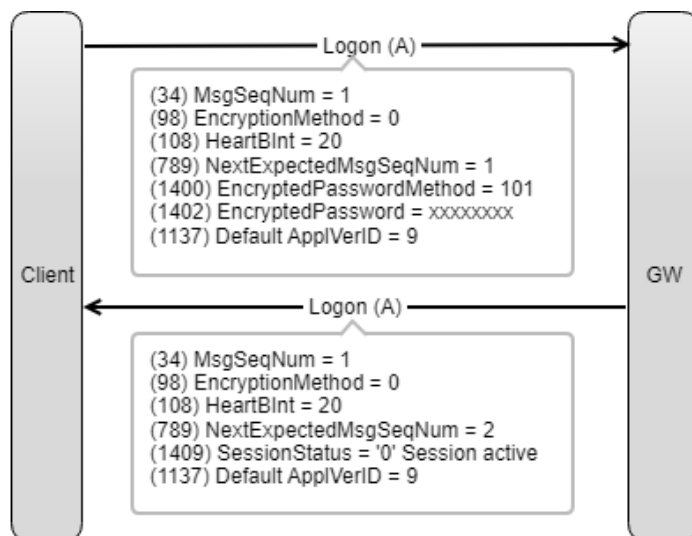 Logon (A)
(34) MsgSeqNum = 1
(98) EncryptionMethod = 0
(108) HeartBInt = 20
(789) NextExpectedMsgSeqNum = 1
(1400) EncryptedPasswordMethod = 101
(1402) EncryptedPassword = xxxxxxxx
(1137) Default ApplVerID = 9
Client
GW
Logon (A)
(34) MsgSeqNum = 1
(98) EncryptionMethod = 0
(108) HeartBInt = 20
(789) NextExpectedMsgSeqNum = 2
(1409) SessionStatus = '0' Session active
(1137) Default ApplVerID = 9